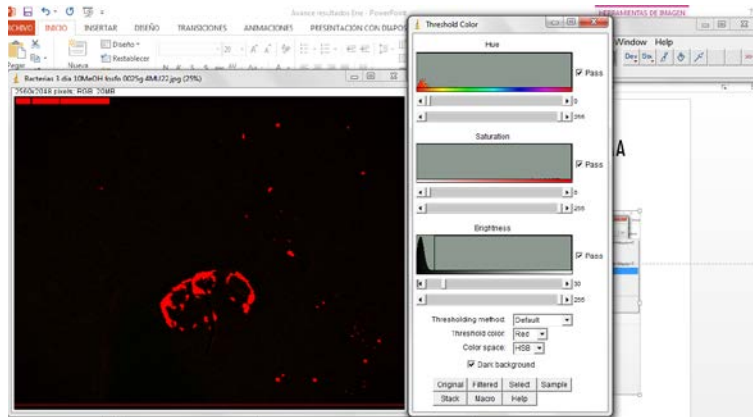 Avance resultados Ene - PowerPoint
HERRAMIENTAS DE IMAGEN
ARCHIVO INICIO INSERTAR DISEÑO TRANSICIONES ANIMACIONES PRESENTACIÓN CON DIAPOS
Diseño
Restablecer
Pegar
Nueva
Window Help
Dev Stk
Bacterias 1 dia 10MeOH fosfo 0025g 4MU22.jpg (25%)
2560x2048 pixels; RGB; 20MB
Threshold Color
Hue
Pass
0
255
Saturation
Pass
0
255
Brightness
Pass
30
255
Thresholding method: Default
Threshold color: Red
Color space: HSB
Dark background
Original Filtered Select Sample
Stack Macro Help
A